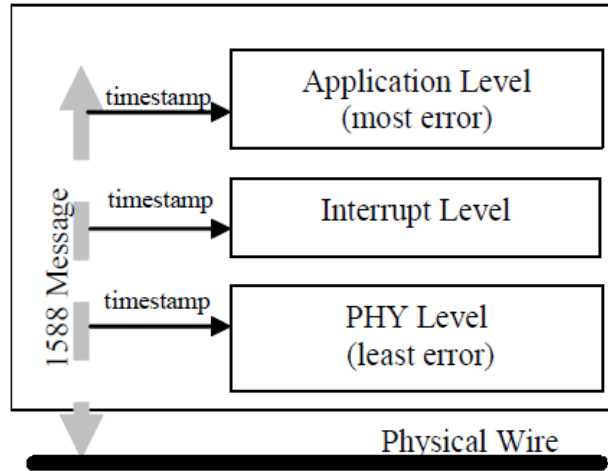 timestamp
Application Level
(most error)
timestamp
Interrupt Level
1588 Message
timestamp
PHY Level
(least error)
Physical Wire